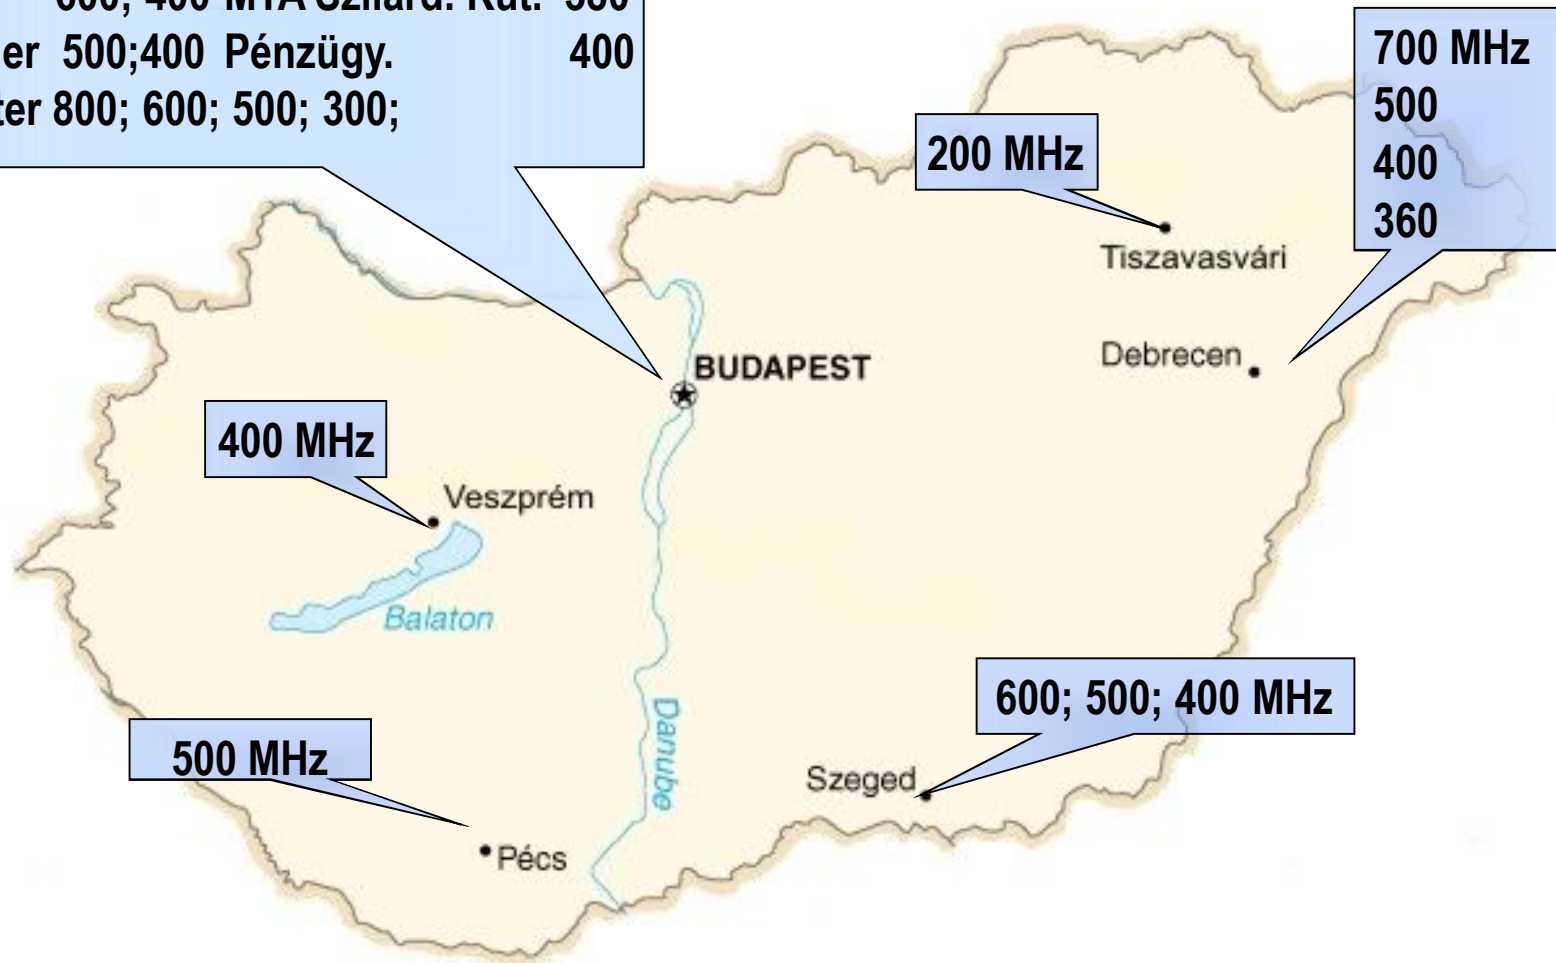 er 500;400 Pénzügy. 400
ter 800; 600; 500; 300;
700 MHz
500
400
360
200 MHz
Tiszavasvári
Debrecen
BUDAPEST
400 MHz
Veszprém
Balaton
600; 500; 400 MHz
Danube
500 MHz
Szeged
Pécs